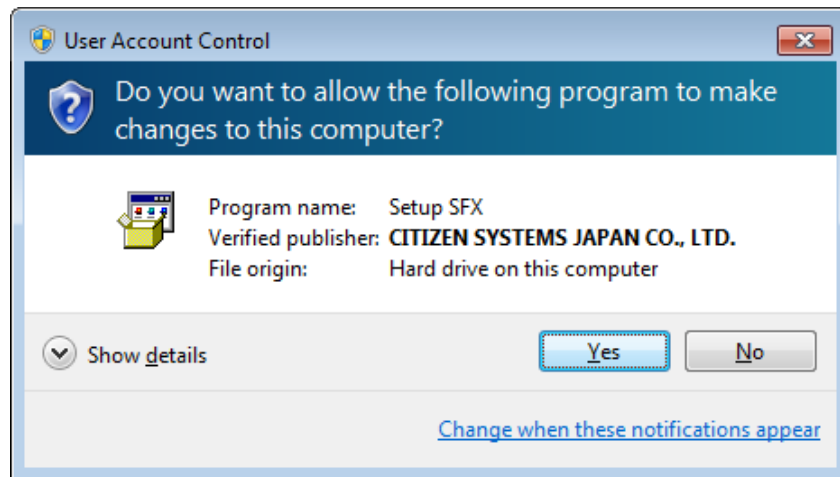 User Account Control
Do you want to allow the following program to make
changes to this computer?
Program name: Setup SFX
Verified publisher: CITIZEN SYSTEMS JAPAN CO., LTD.
File origin: Hard drive on this computer
Show details
Yes
No
Change when these notifications appear